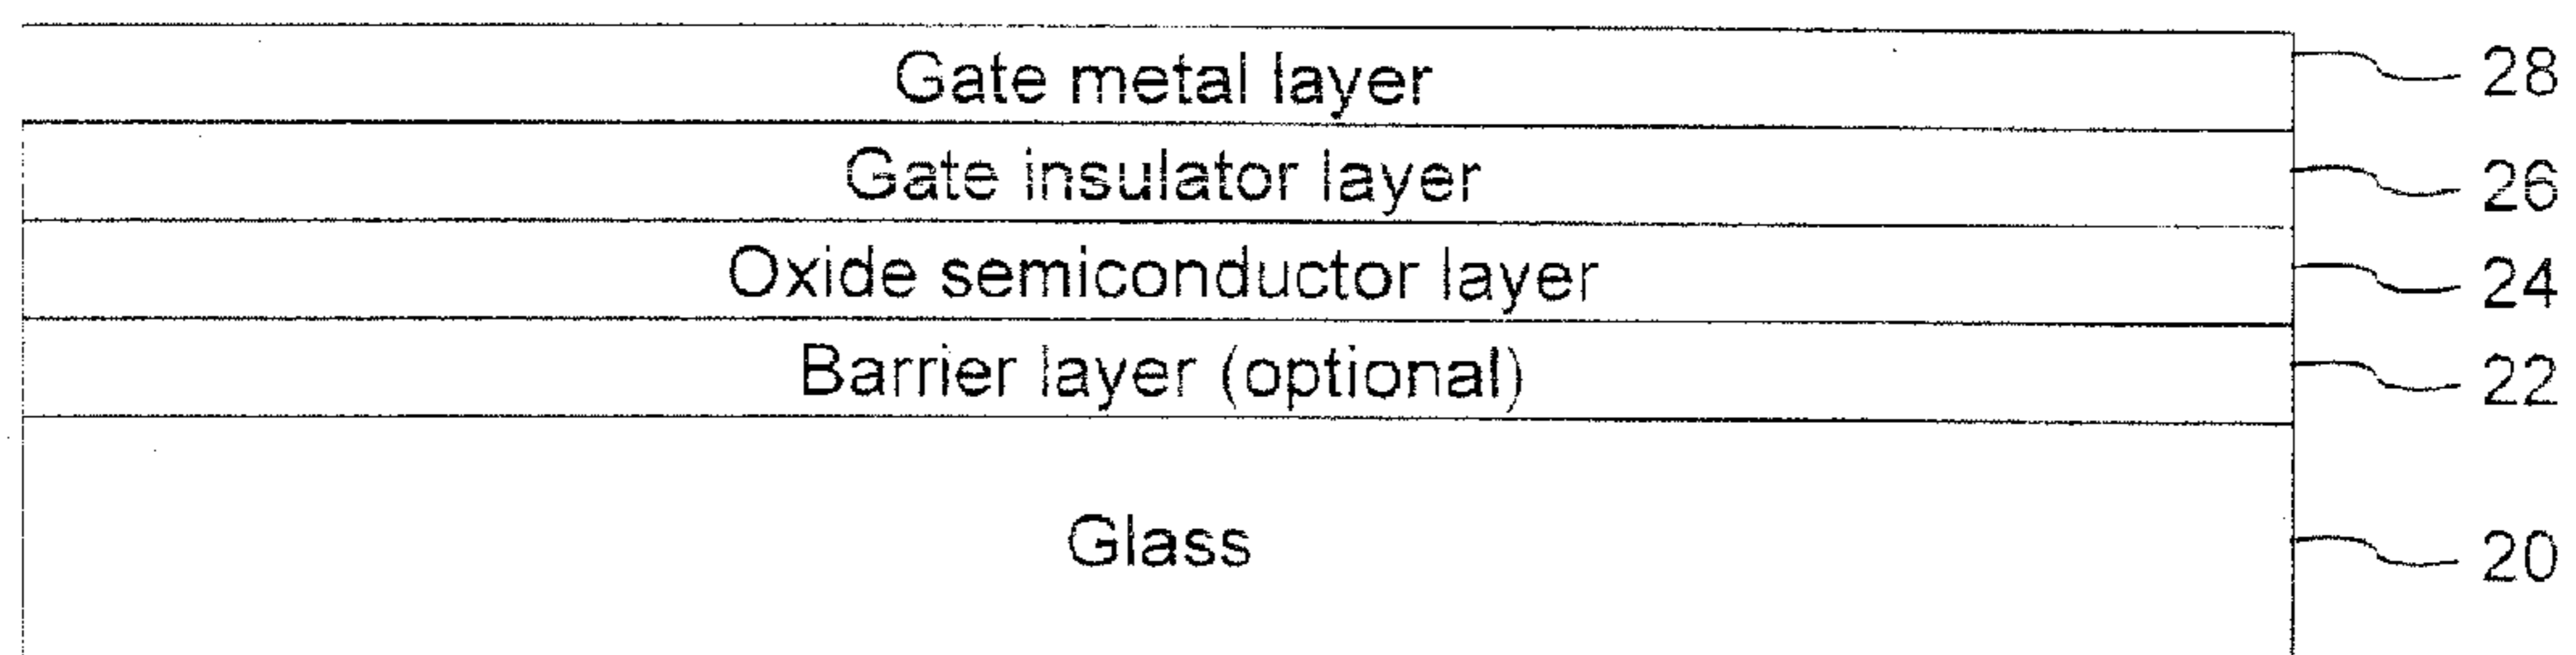 Gate metal layer 28
Gate insulator layer 26
Oxide semiconductor layer 24
Barrier layer (optional) 22
Glass 20